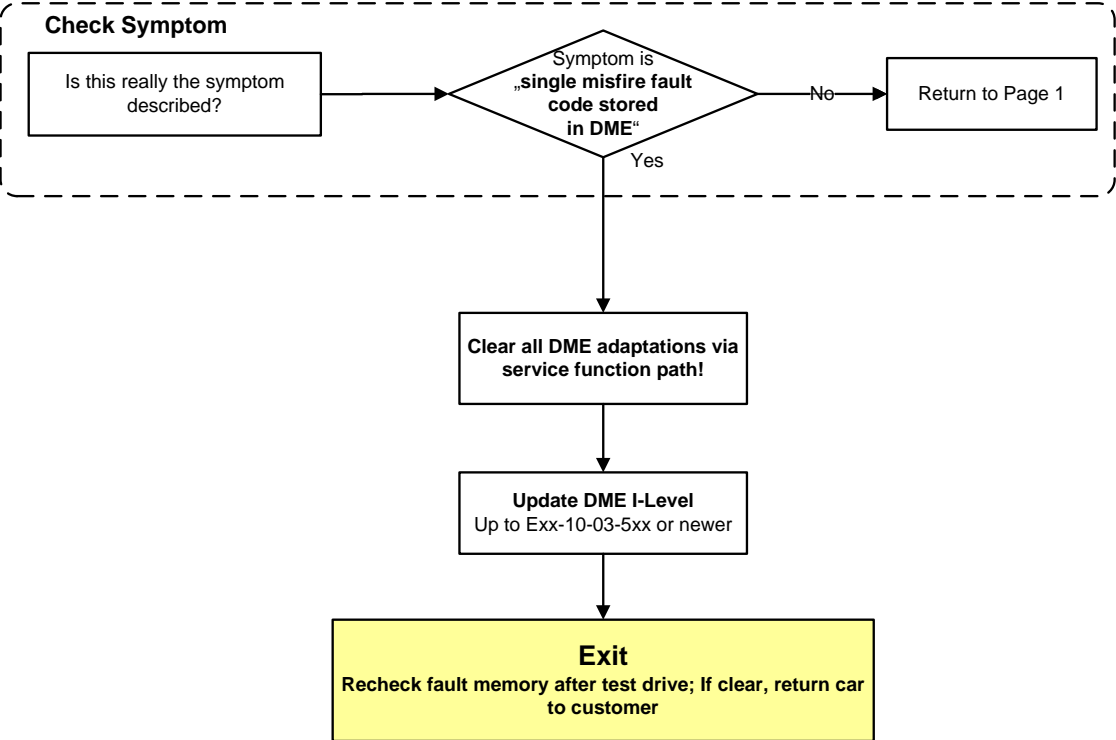 Check Symptom
Is this really the symptom
described?
Symptom is
„single misfire fault
code stored
in DME“
No
Return to Page 1
Yes
Clear all DME adaptations via
service function path!
Update DME I-Level
Up to Exx-10-03-5xx or newer
Exit
Recheck fault memory after test drive; If clear, return car
to customer